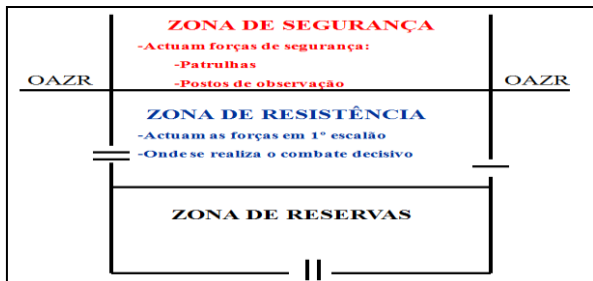 ZONA DE SEGURANÇA
-Actuam forças de segurança:
-Patrulhas
-Postos de observação
OAZR
OAZR
ZONA DE RESISTÊNCIA
-Actuam as forças em 1º escalão
-Onde se realiza o combate decisivo
ZONA DE RESERVAS